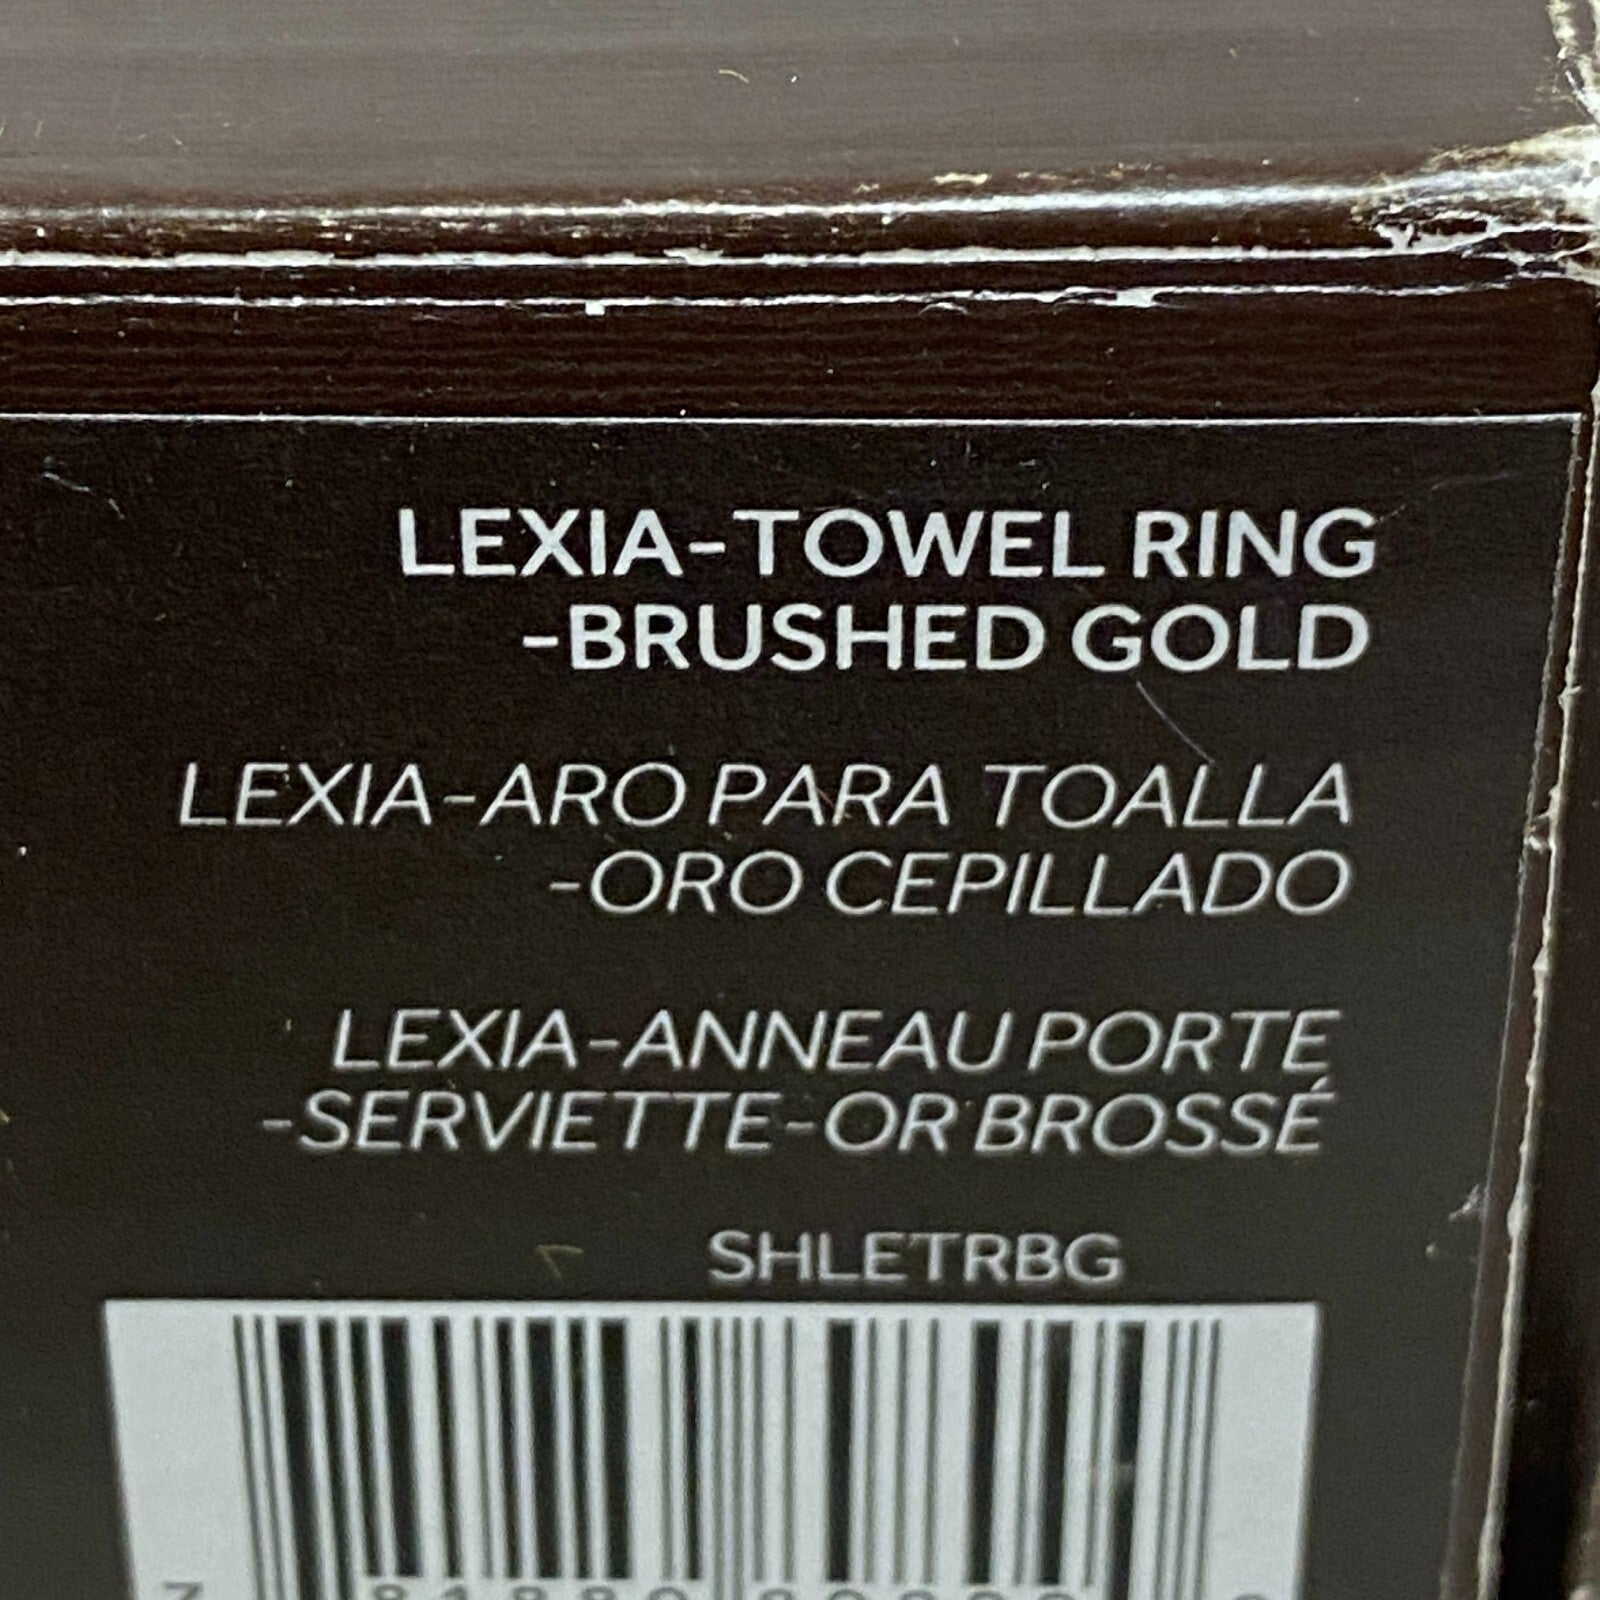 LEXIA-TOWEL RING
-BRUSHED GOLD
LEXIA-ARO PARA TOALLA
-ORO CEPILLADO
LEXIA-ANNEAU PORTE
-SERVIETTE-OR BROSSÉ
SHLETRBG